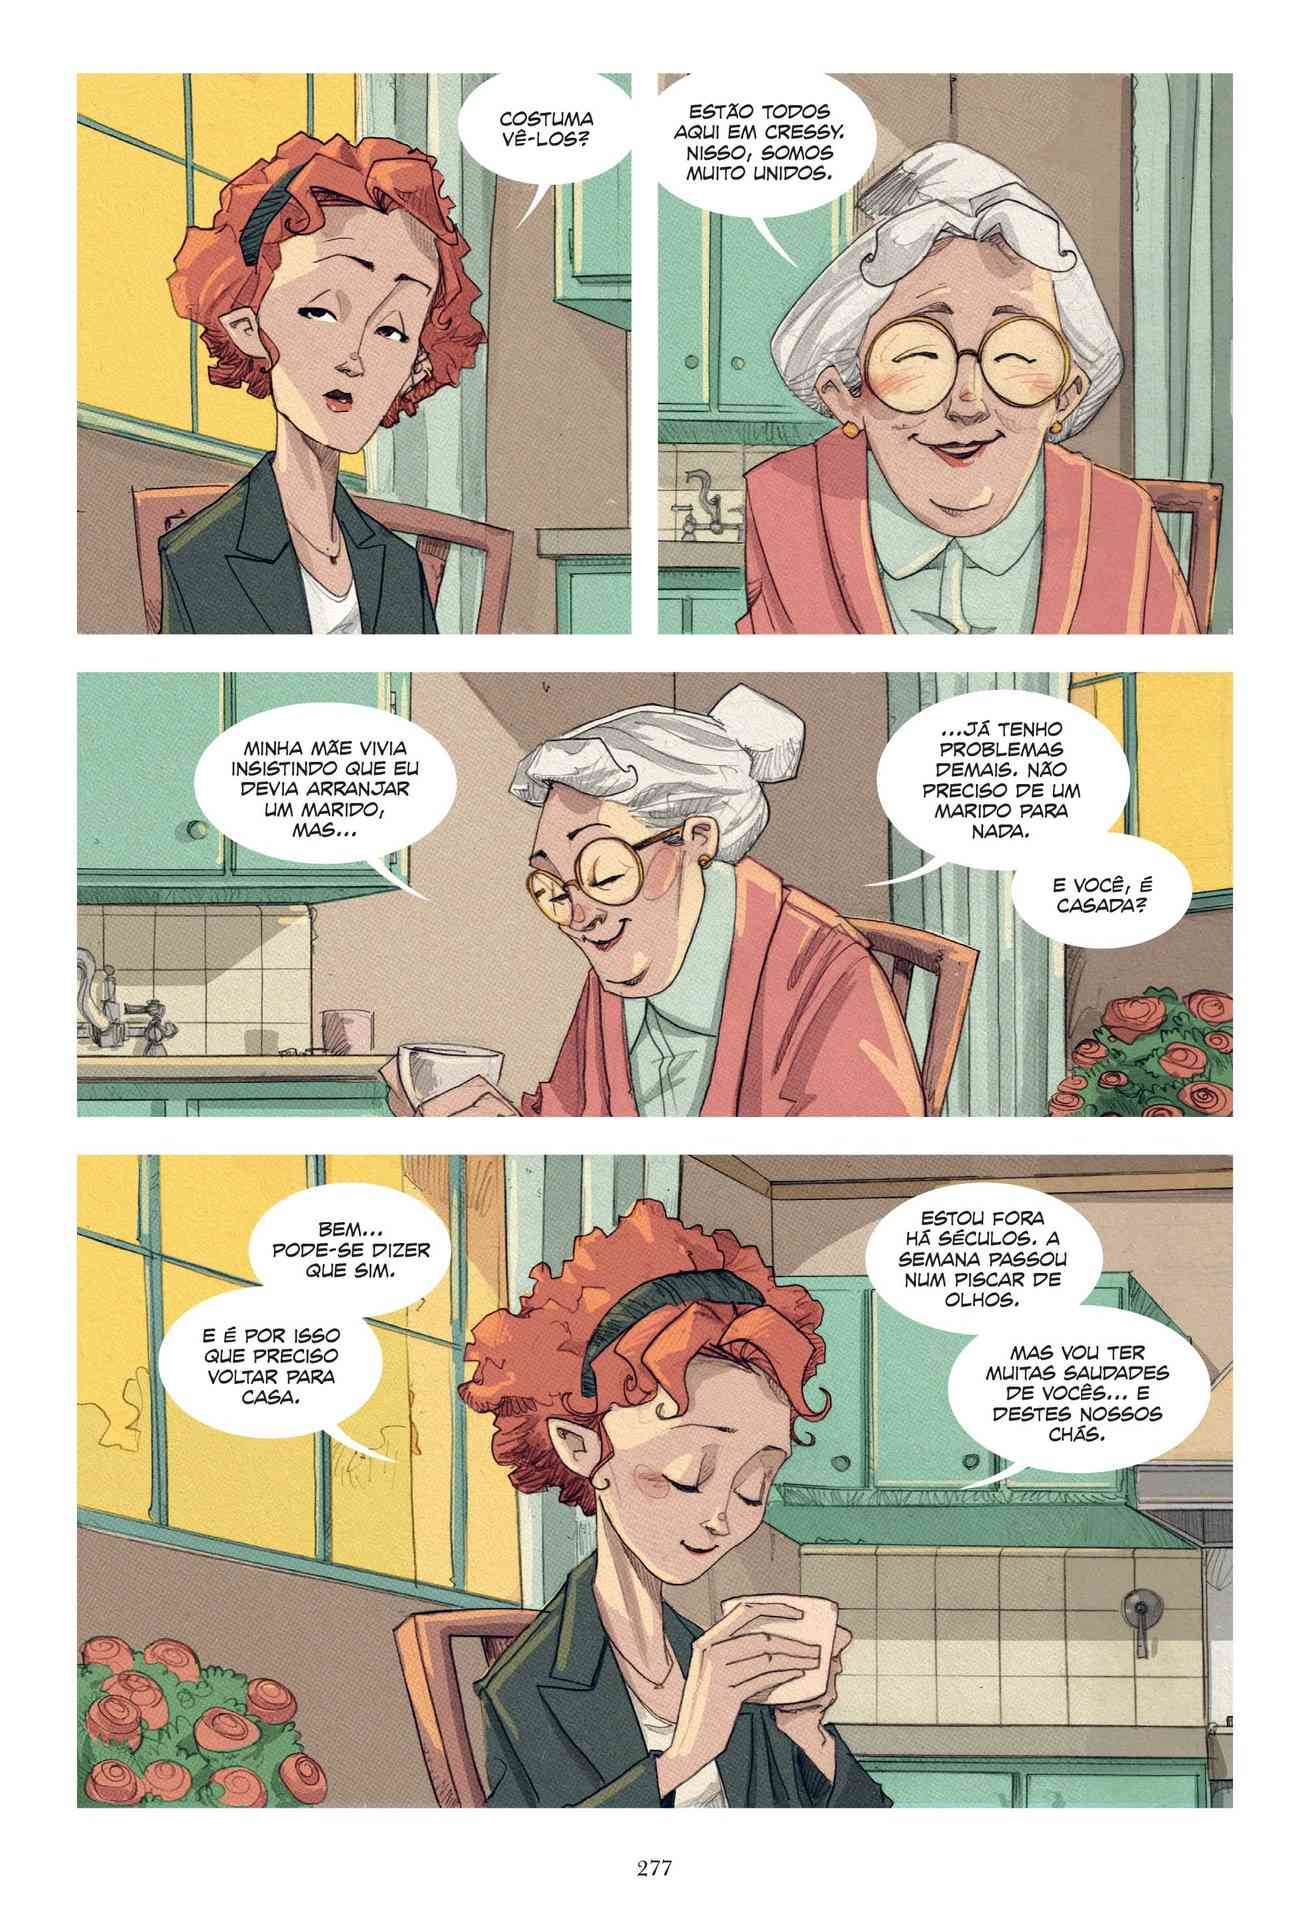 COSTUMA
VÊ-LOS?
ESTÃO TODOS
AQUI EM CRESSY.
NISSO, SOMOS
MUITO UNIDOS.
MINHA MÃE VIVIA
INSISTINDO QUE EU
DEVIA ARRANJAR
UM MARIDO,
MAS...
...JÁ TENHO
PROBLEMAS
DEMAIS. NÃO
PRECISO DE UM
MARIDO PARA
NADA.
E VOCÊ, É
CASADA?
BEM...
PODE-SE DIZER
QUE SIM.
E É POR ISSO
QUE PRECISO
VOLTAR PARA
CASA.
ESTOU FORA
HÁ SÉCULOS. A
SEMANA PASSOU
NUM PISCAR DE
OLHOS.
MAS VOU TER
MUITAS SAUDADES
DE VOCÊS... E
DESTES NOSSOS
CHÁS.
277